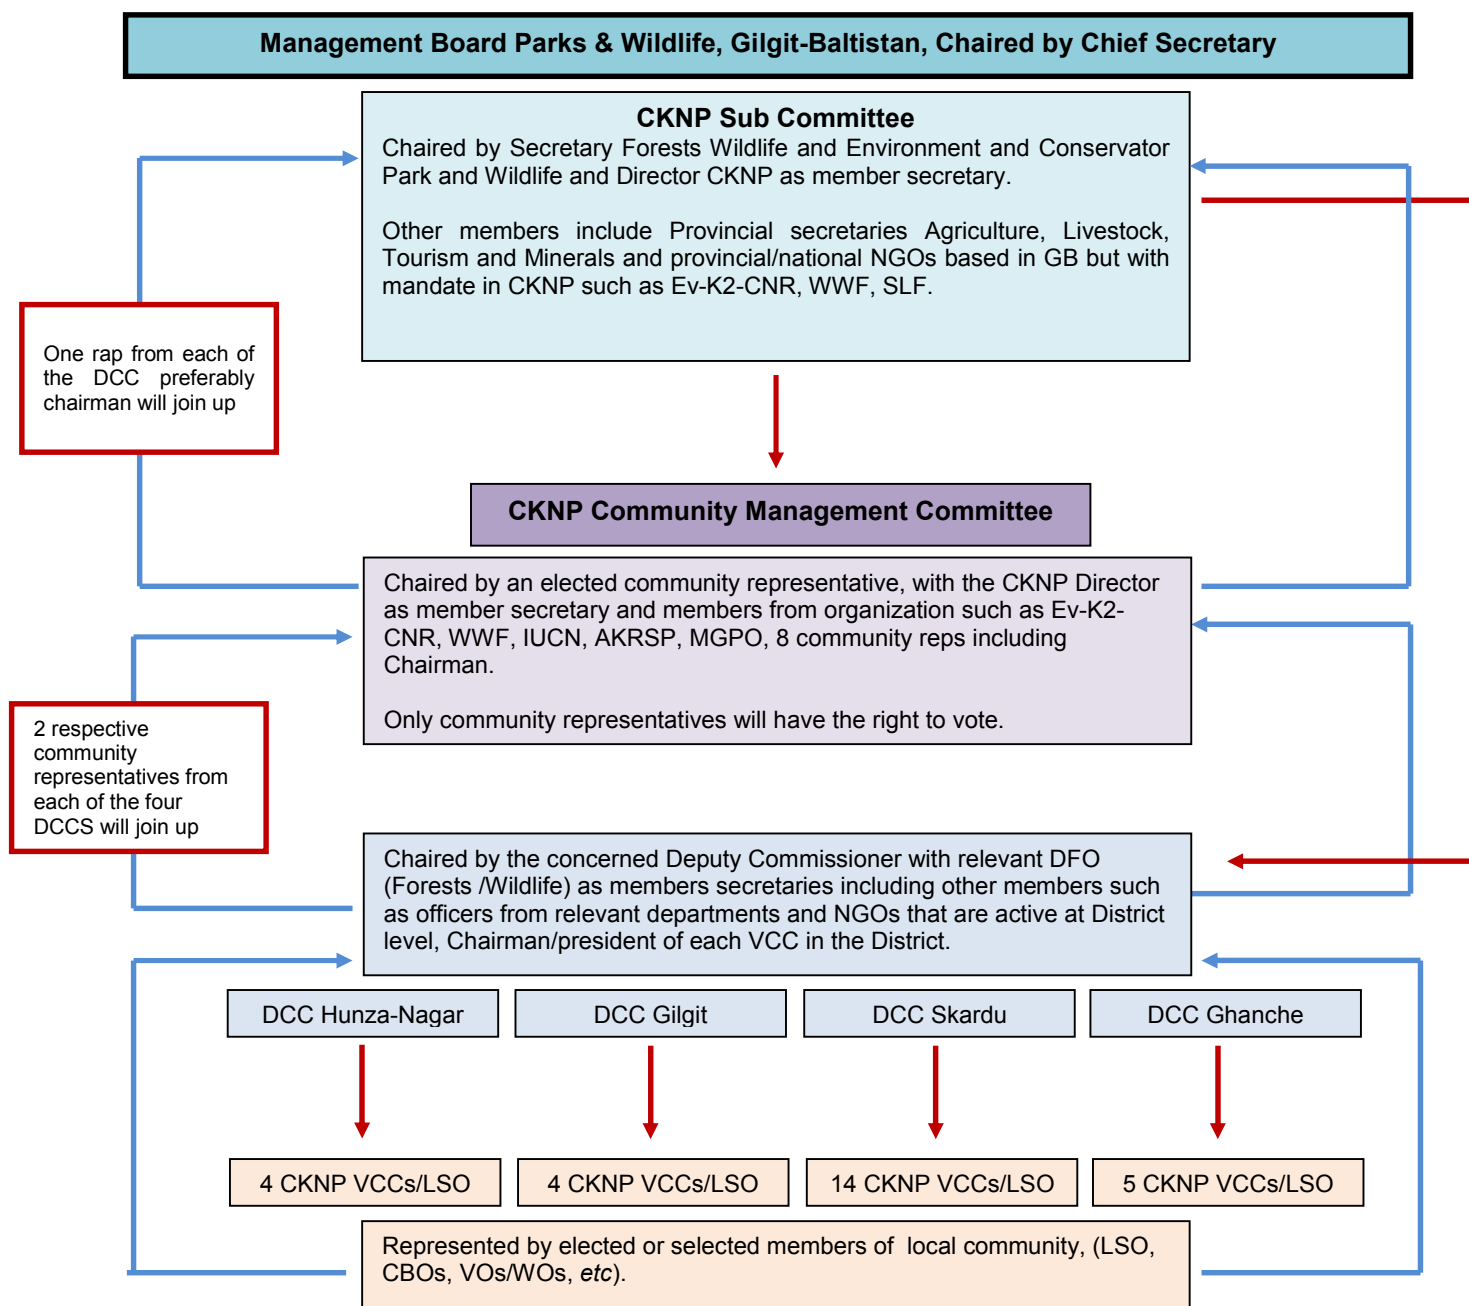 Management Board Parks & Wildlife, Gilgit-Baltistan, Chaired by Chief Secretary
CKNP Sub Committee
Chaired by Secretary Forests Wildlife and Environment and Conservator
Park and Wildlife and Director CKNP as member secretary.
Other members include Provincial secretaries Agriculture, Livestock,
Tourism and Minerals and provincial/national NGOs based in GB but with
mandate in CKNP such as Ev-K2-CNR, WWF, SLF.
One rap from each of
the DCC preferably
chairman will join up
CKNP Community Management Committee
Chaired by an elected community representative, with the CKNP Director
as member secretary and members from organization such as Ev-K2-
CNR, WWF, IUCN, AKRSP, MGPO, 8 community reps including
Chairman.
Only community representatives will have the right to vote.
2 respective
community
representatives from
each of the four
DCCS will join up
Chaired by the concerned Deputy Commissioner with relevant DFO
(Forests /Wildlife) as members secretaries including other members such
as officers from relevant departments and NGOs that are active at District
level, Chairman/president of each VCC in the District.
DCC Hunza-Nagar
DCC Gilgit
DCC Skardu
DCC Ghanche
4 CKNP VCCs/LSO
4 CKNP VCCs/LSO
14 CKNP VCCs/LSO
5 CKNP VCCs/LSO
Represented by elected or selected members of local community, (LSO,
CBOs, VOs/WOs, etc).